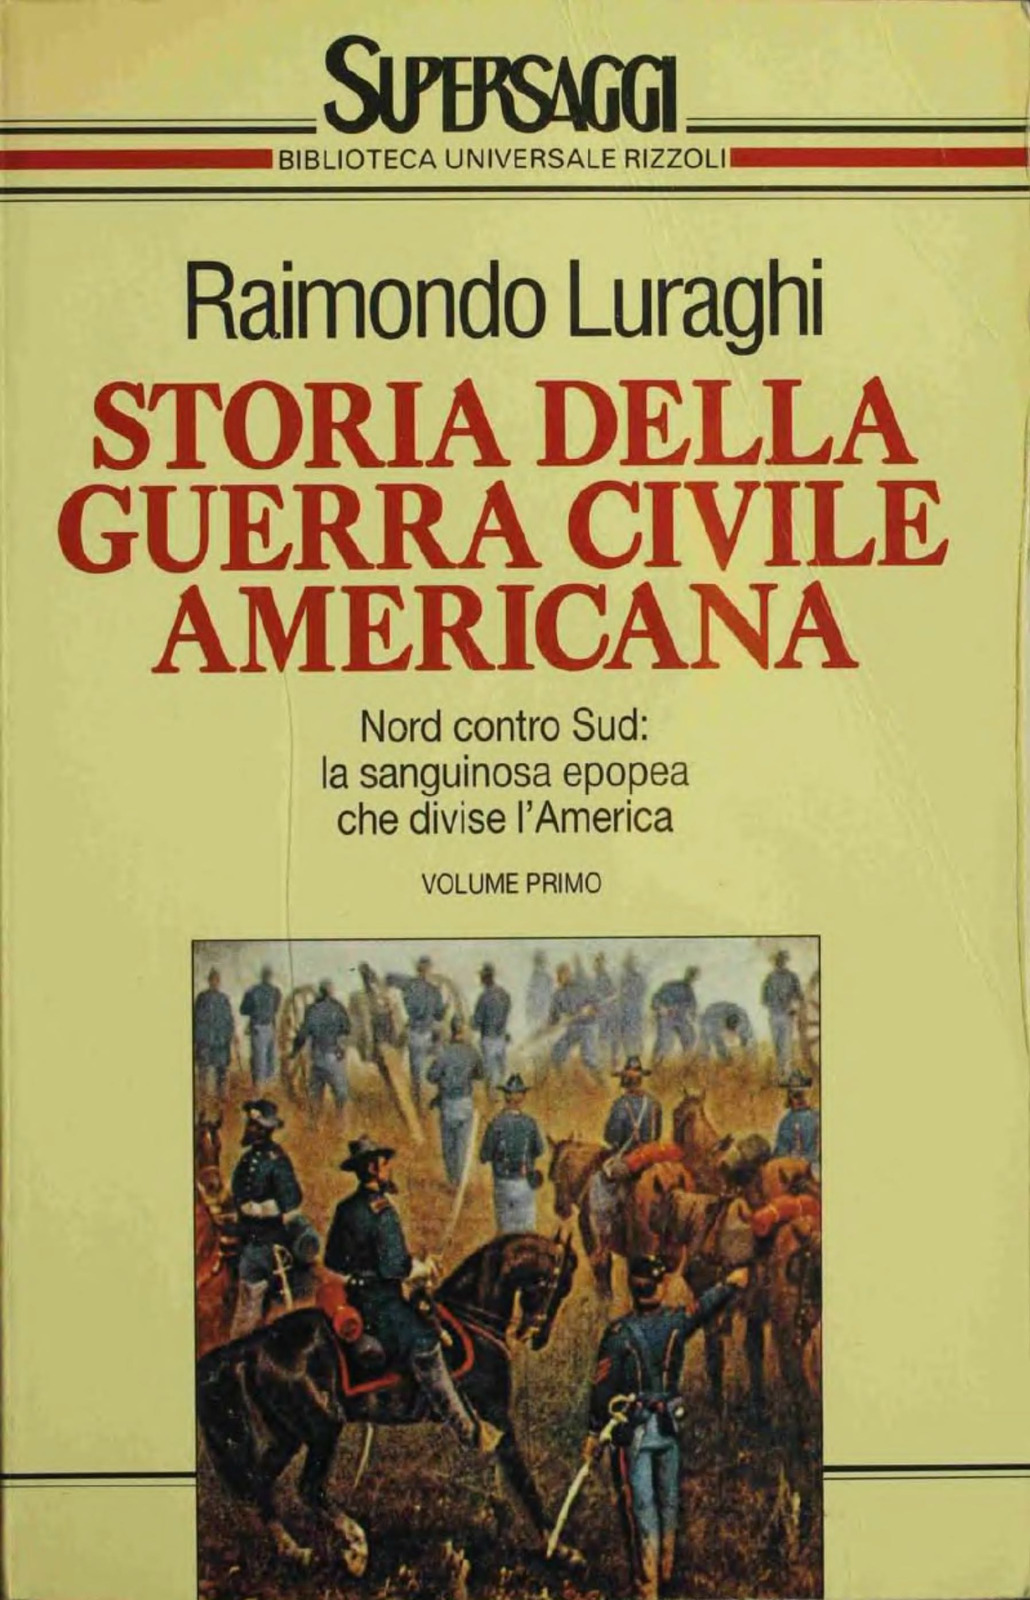 SUPERSAGGI
BIBLIOTECA UNIVERSALE RIZZOLI
Raimondo Luraghi
STORIA DELLA
GUERRA CIVILE
AMERICANA
Nord contro Sud:
la sanguinosa epopea
che divise l'America
VOLUME PRIMO